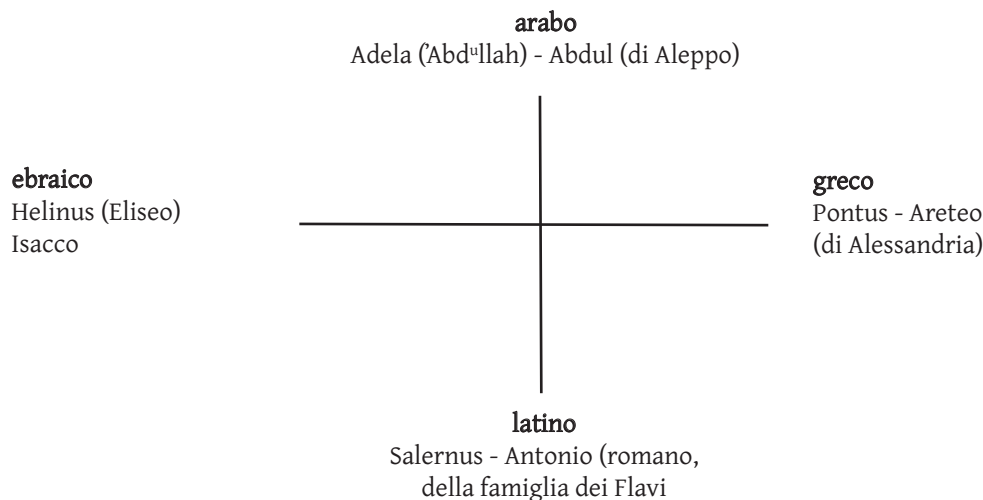 arabo
Adela (’Abdᵘllah) - Abdul (di Aleppo)
ebraico
Helinus (Eliseo)
Isacco
greco
Pontus - Areteo
(di Alessandria)
latino
Salernus - Antonio (romano,
della famiglia dei Flavi